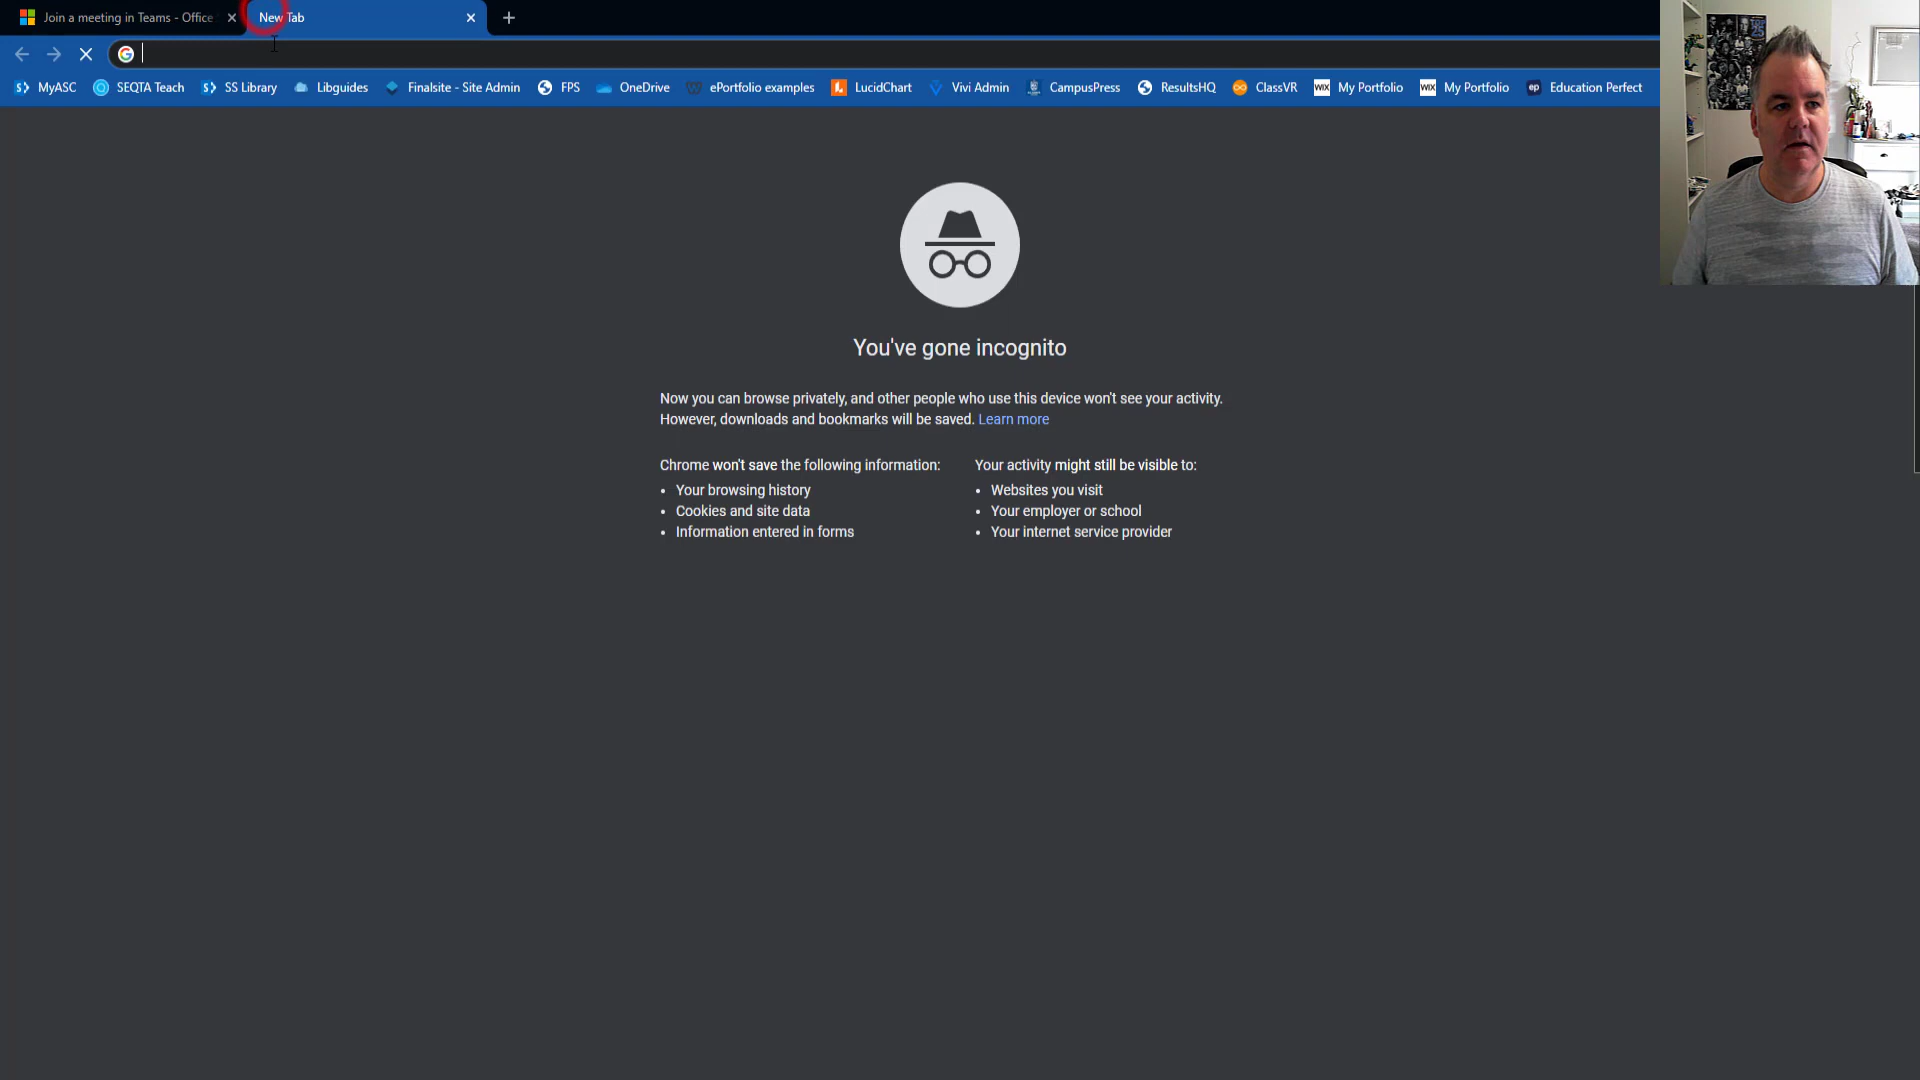 Join a meeting in Teams - Office
New Tab
MyASC
SEQTA Teach
SS Library
Libguides
Finalsite - Site Admin
FPS
OneDrive
ePortfolio examples
LucidChart
Vivi Admin
CampusPress
ResultsHQ
ClassVR
WIX My Portfolio
WIX My Portfolio
ep Education Perfect
You've gone incognito
Now you can browse privately, and other people who use this device won't see your activity.
However, downloads and bookmarks will be saved. Learn more
Chrome won't save the following information:
Your browsing history
Cookies and site data
Information entered in forms
Your activity might still be visible to:
Websites you visit
Your employer or school
Your internet service provider